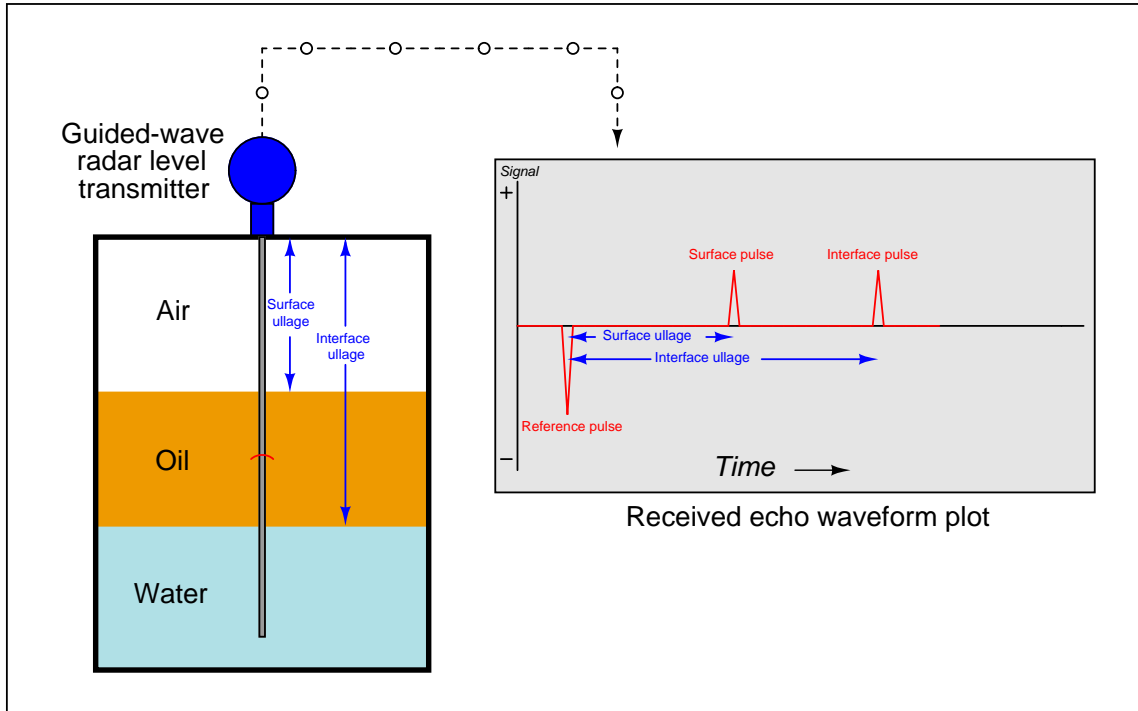 Guided-wave
radar level
transmitter
Air
Surface
ullage
Interface
ullage
Oil
Water
Signal
+
Surface pulse
Interface pulse
Surface ullage
Interface ullage
Reference pulse
−
Time
Received echo waveform plot